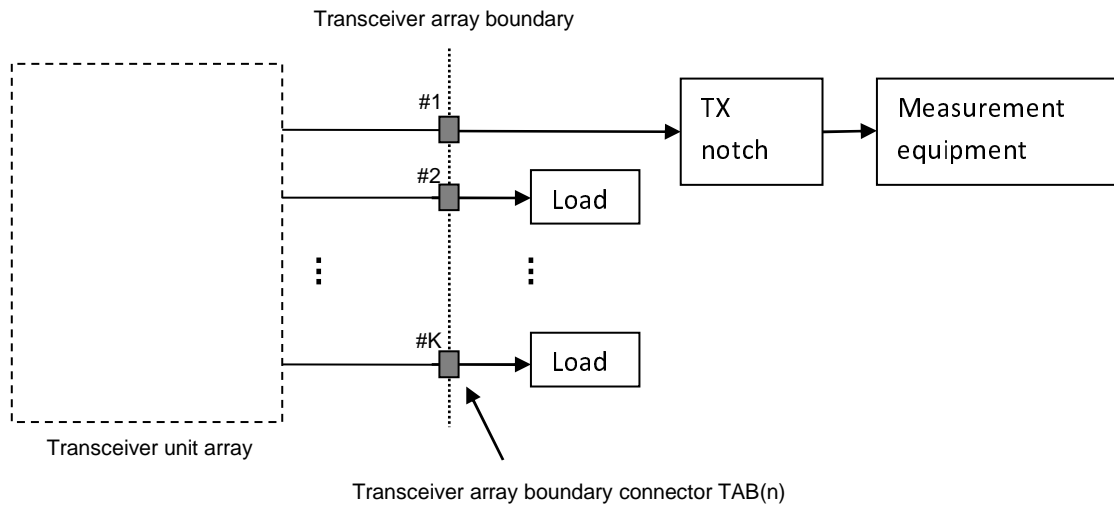 Transceiver array boundary
#1
TX
notch
Measurement
equipment
#2
Load
#K
Load
Transceiver unit array
Transceiver array boundary connector TAB(n)